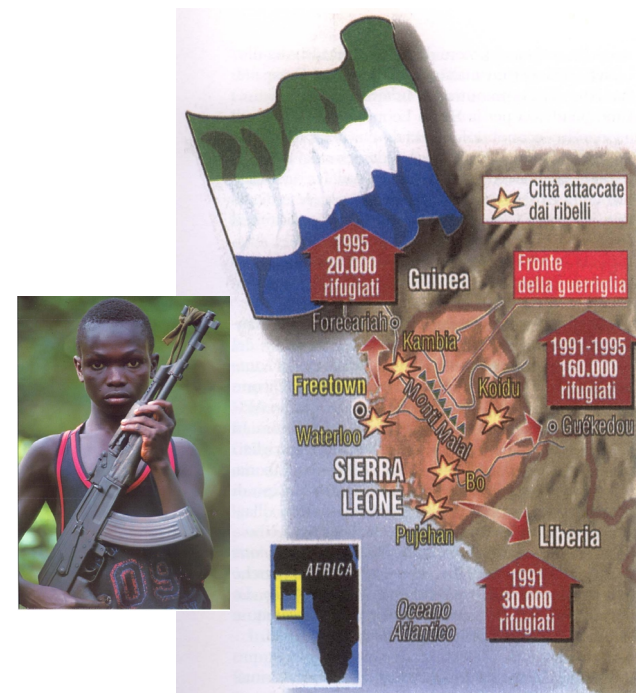 Città attaccate
dai ribelli
1995
20.000
rifugiati
Guinea
Fronte
della guerriglia
Forecariah
Kambia
1991-1995
160.000
rifugiati
Freetown
Koidu
Monti Malal
Guékedou
Waterloo
SIERRA
LEONE
Bo
Pujehan
Liberia
AFRICA
1991
30.000
rifugiati
Oceano
Atlantico